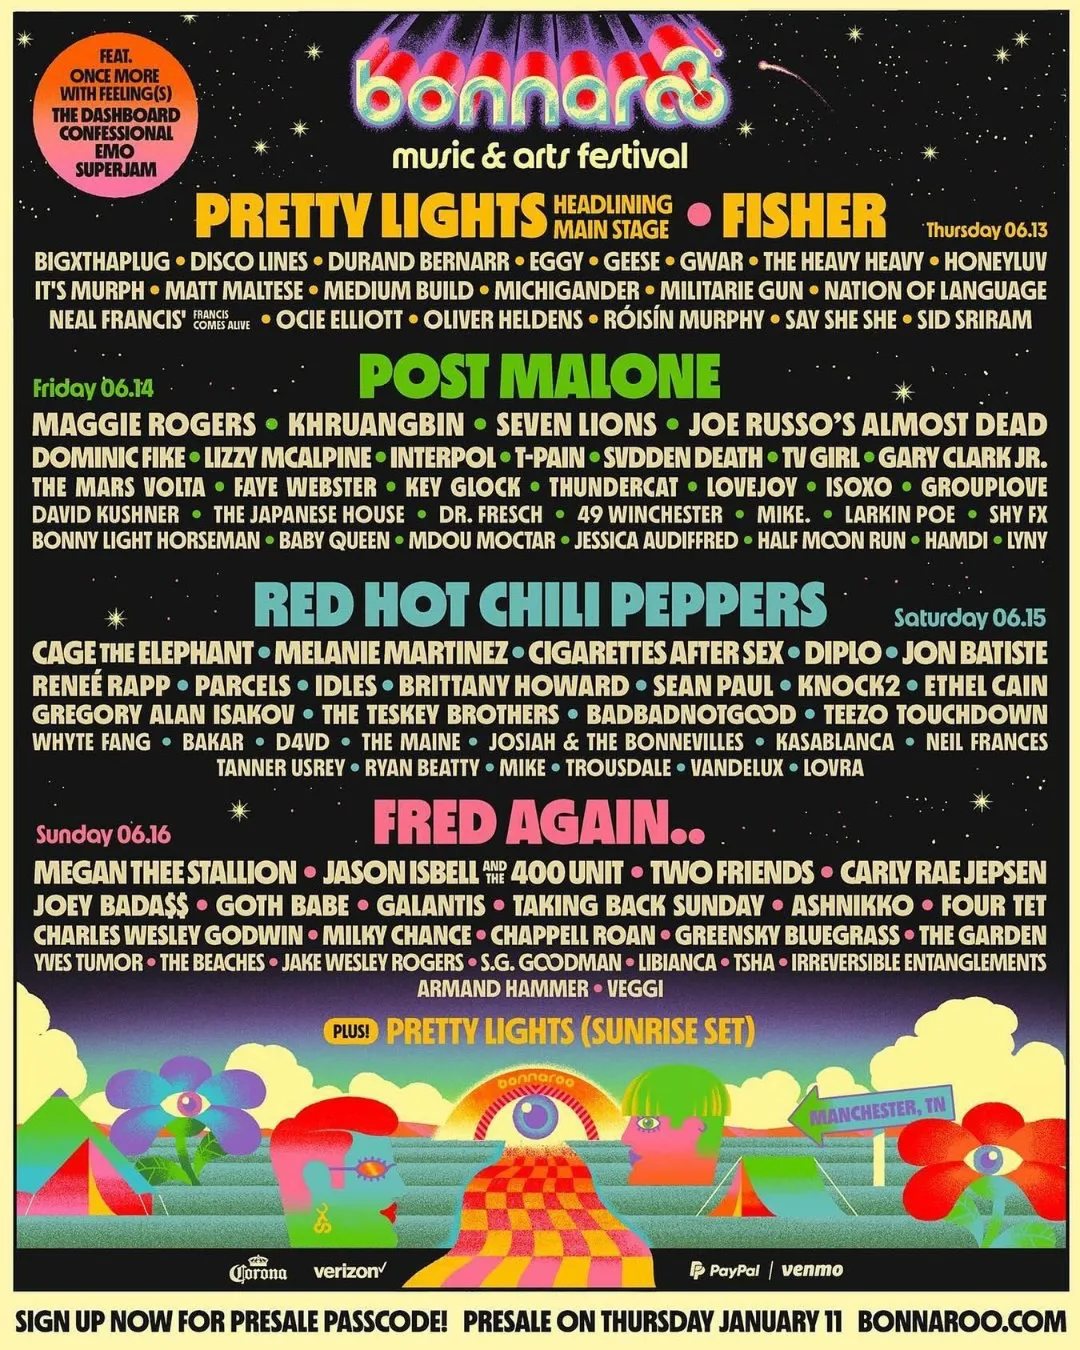 FEAT.
ONCE MORE
WITH FEELING(S)
THE DASHBOARD
CONFESSIONAL
EMO
SUPERJAM
bonnaroo
music & arts festival
PRETTY LIGHTS HEADLINING MAIN STAGE • FISHER
Thursday 06.13
BIGXTHAPLUG • DISCO LINES • DURAND BERNARR • EGGY • GEESE • GWAR • THE HEAVY HEAVY • HONEYLUV
IT'S MURPH • MATT MALTESE • MEDIUM BUILD • MICHIGANDER • MILITARIE GUN • NATION OF LANGUAGE
NEAL FRANCIS' FRANCIS COMES ALIVE • OCIE ELLIOTT • OLIVER HELDENS • RÓISÍN MURPHY • SAY SHE SHE • SID SRIRAM
Friday 06.14
POST MALONE
MAGGIE ROGERS • KHRUANGBIN • SEVEN LIONS • JOE RUSSO'S ALMOST DEAD
DOMINIC FIKE • LIZZY MCALPINE • INTERPOL • T-PAIN • SVDDEN DEATH • TV GIRL • GARY CLARK JR.
THE MARS VOLTA • FAYE WEBSTER • KEY GLOCK • THUNDERCAT • LOVEJOY • ISOXO • GROUPLOVE
DAVID KUSHNER • THE JAPANESE HOUSE • DR. FRESCH • 49 WINCHESTER • MIKE. • LARKIN POE • SHY FX
BONNY LIGHT HORSEMAN • BABY QUEEN • MDOU MOCTAR • JESSICA AUDIFFRED • HALF MOON RUN • HAMDI • LYNY
RED HOT CHILI PEPPERS
Saturday 06.15
CAGE THE ELEPHANT • MELANIE MARTINEZ • CIGARETTES AFTER SEX • DIPLO • JON BATISTE
RENEÉ RAPP • PARCELS • IDLES • BRITTANY HOWARD • SEAN PAUL • KNOCK2 • ETHEL CAIN
GREGORY ALAN ISAKOV • THE TESKEY BROTHERS • BADBADNOTGOOD • TEEZO TOUCHDOWN
WHYTE FANG • BAKAR • D4VD • THE MAINE • JOSIAH & THE BONNEVILLES • KASABLANCA • NEIL FRANCES
TANNER USREY • RYAN BEATTY • MIKE • TROUSDALE • VANDELUX • LOVRA
Sunday 06.16
FRED AGAIN..
MEGAN THEE STALLION • JASON ISBELL AND THE 400 UNIT • TWO FRIENDS • CARLY RAE JEPSEN
JOEY BADA$$ • GOTH BABE • GALANTIS • TAKING BACK SUNDAY • ASHNIKKO • FOUR TET
CHARLES WESLEY GODWIN • MILKY CHANCE • CHAPPELL ROAN • GREENSKY BLUEGRASS • THE GARDEN
YVES TUMOR • THE BEACHES • JAKE WESLEY ROGERS • S.G. GOODMAN • LIBIANCA • TSHA • IRREVERSIBLE ENTANGLEMENTS
ARMAND HAMMER • VEGGI
PLUS! PRETTY LIGHTS (SUNRISE SET)
bonnaroo
MANCHESTER, TN
Corona
verizon✓
PayPal | venmo
SIGN UP NOW FOR PRESALE PASSCODE! PRESALE ON THURSDAY JANUARY 11 BONNAROO.COM